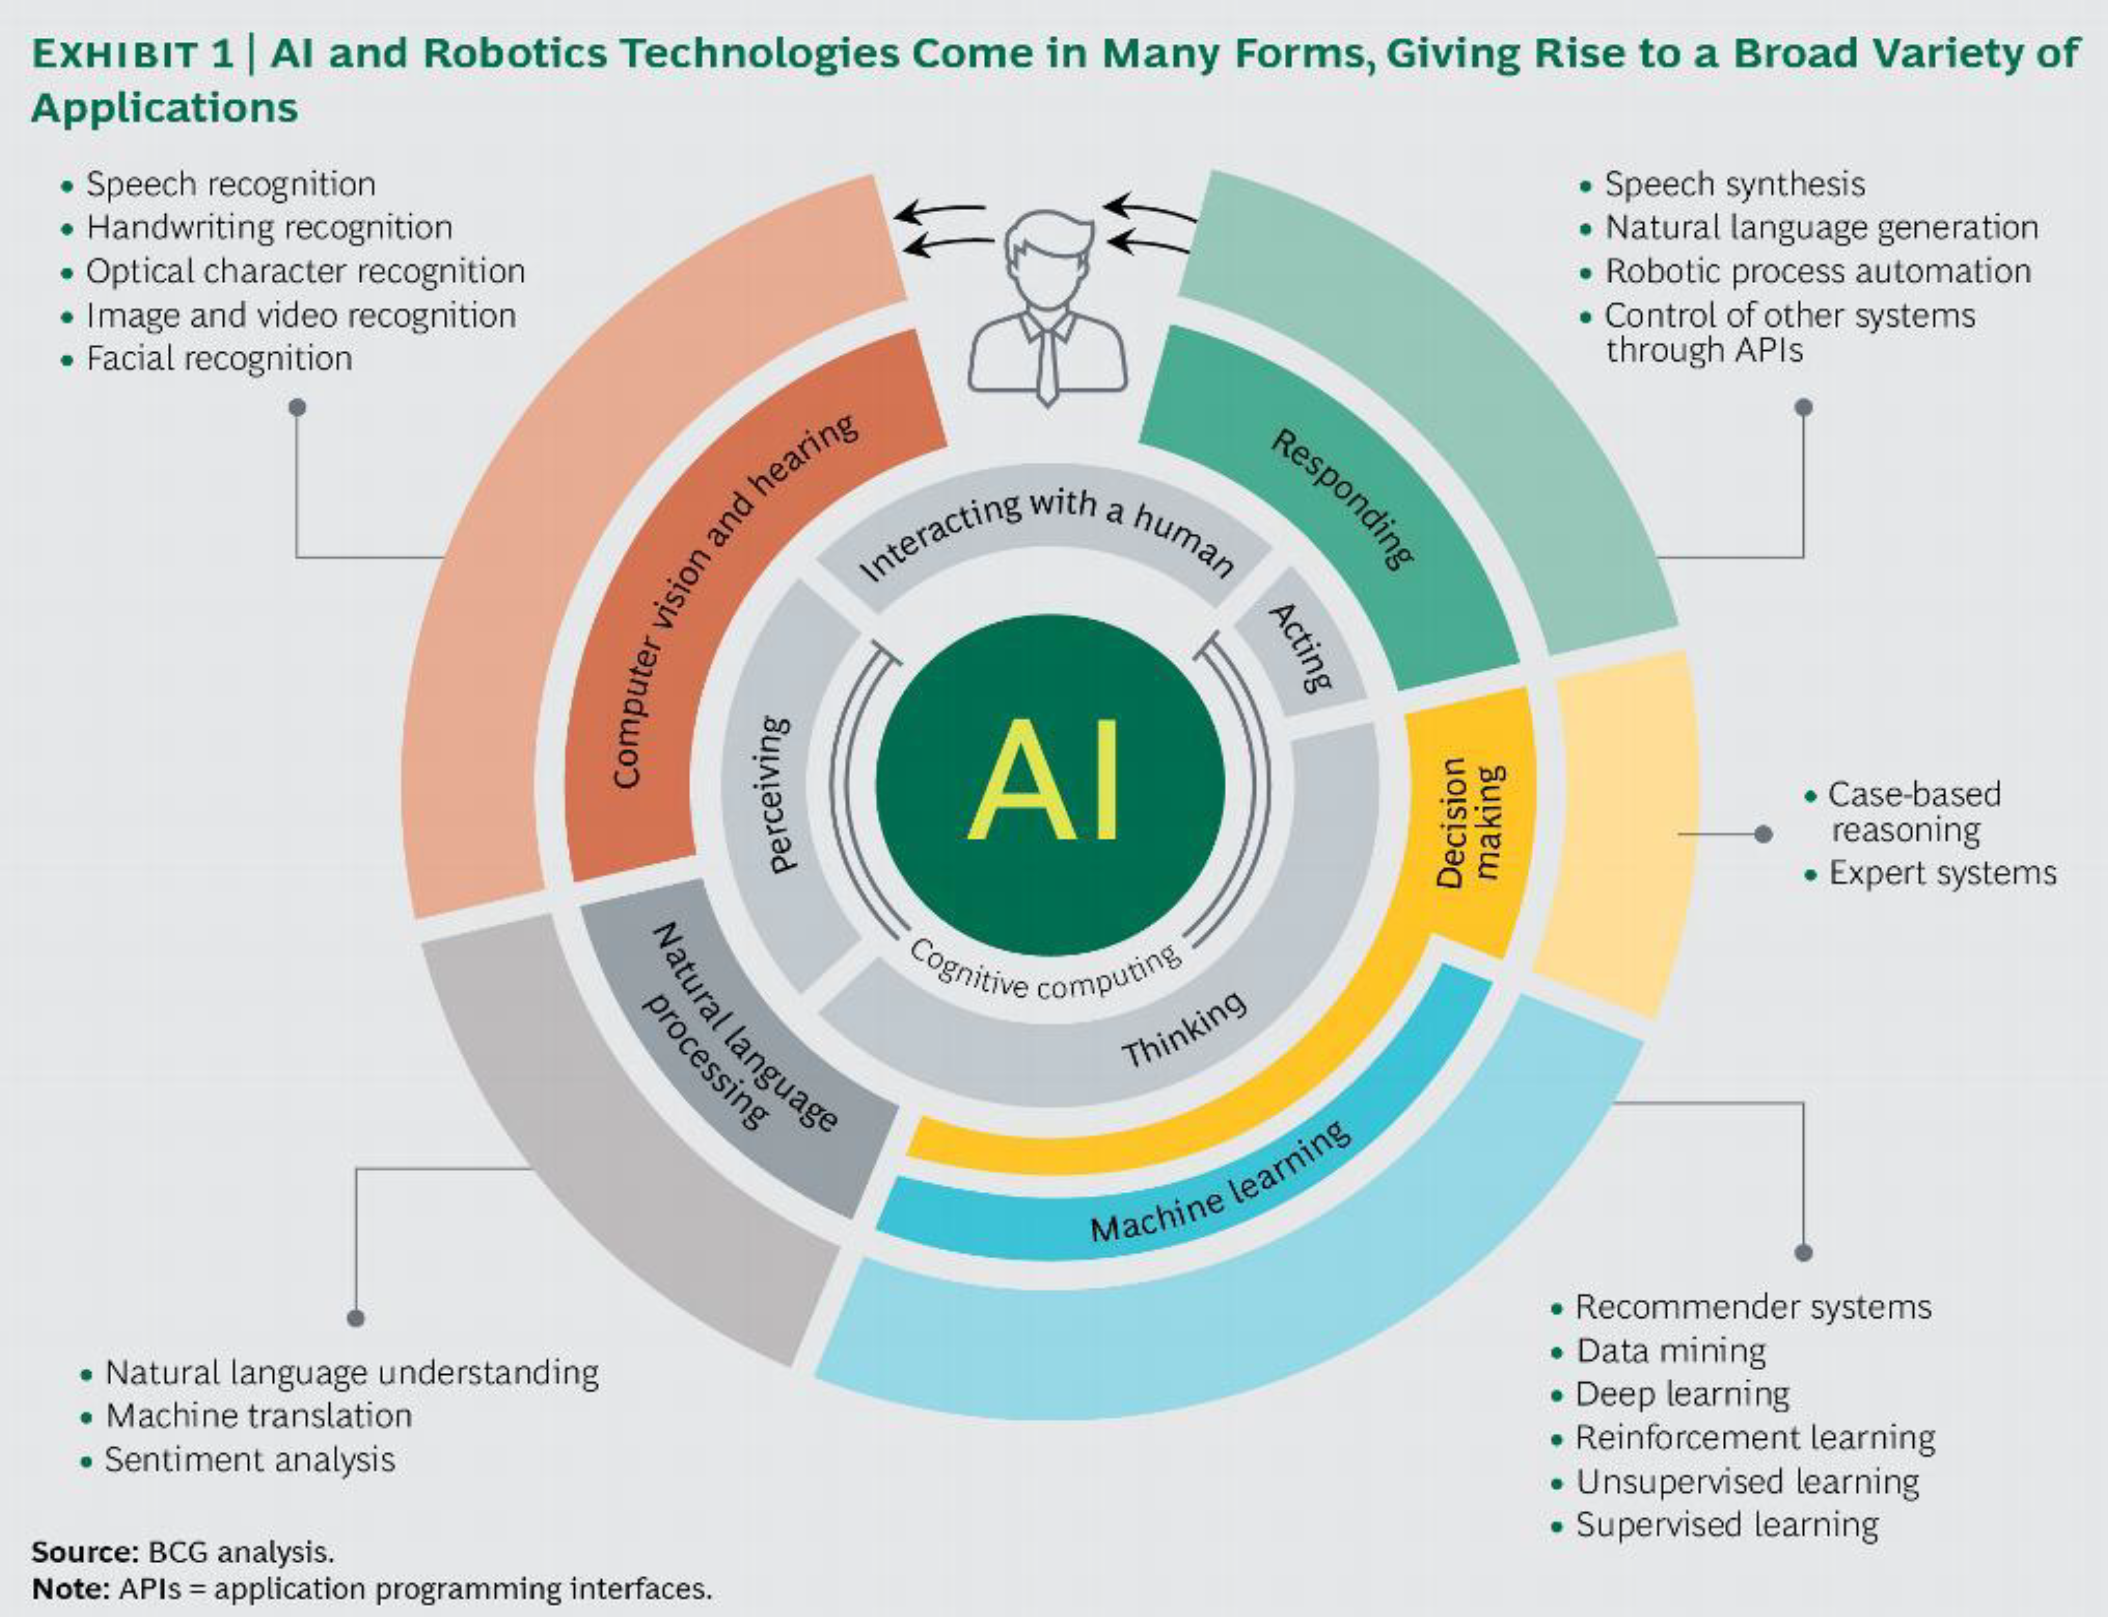 EXHIBIT 1 | AI and Robotics Technologies Come in Many Forms, Giving Rise to a Broad Variety of
Applications
• Speech recognition
• Handwriting recognition
• Optical character recognition
• Image and video recognition
• Facial recognition
• Speech synthesis
• Natural language generation
• Robotic process automation
• Control of other systems
through APIs
Computer vision and hearing
Responding
Interacting with a human
Acting
Perceiving
AI
Decision
making
Cognitive computing
Thinking
Natural language
processing
Machine learning
• Case-based
reasoning
• Expert systems
• Natural language understanding
• Machine translation
• Sentiment analysis
• Recommender systems
• Data mining
• Deep learning
• Reinforcement learning
• Unsupervised learning
• Supervised learning
Source: BCG analysis.
Note: APIs = application programming interfaces.